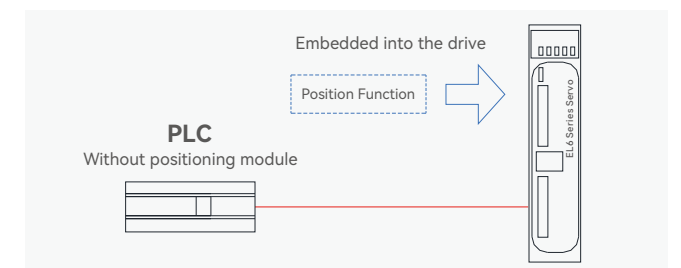 Embedded into the drive
Position Function
EL6 Series Servo
PLC
Without positioning module